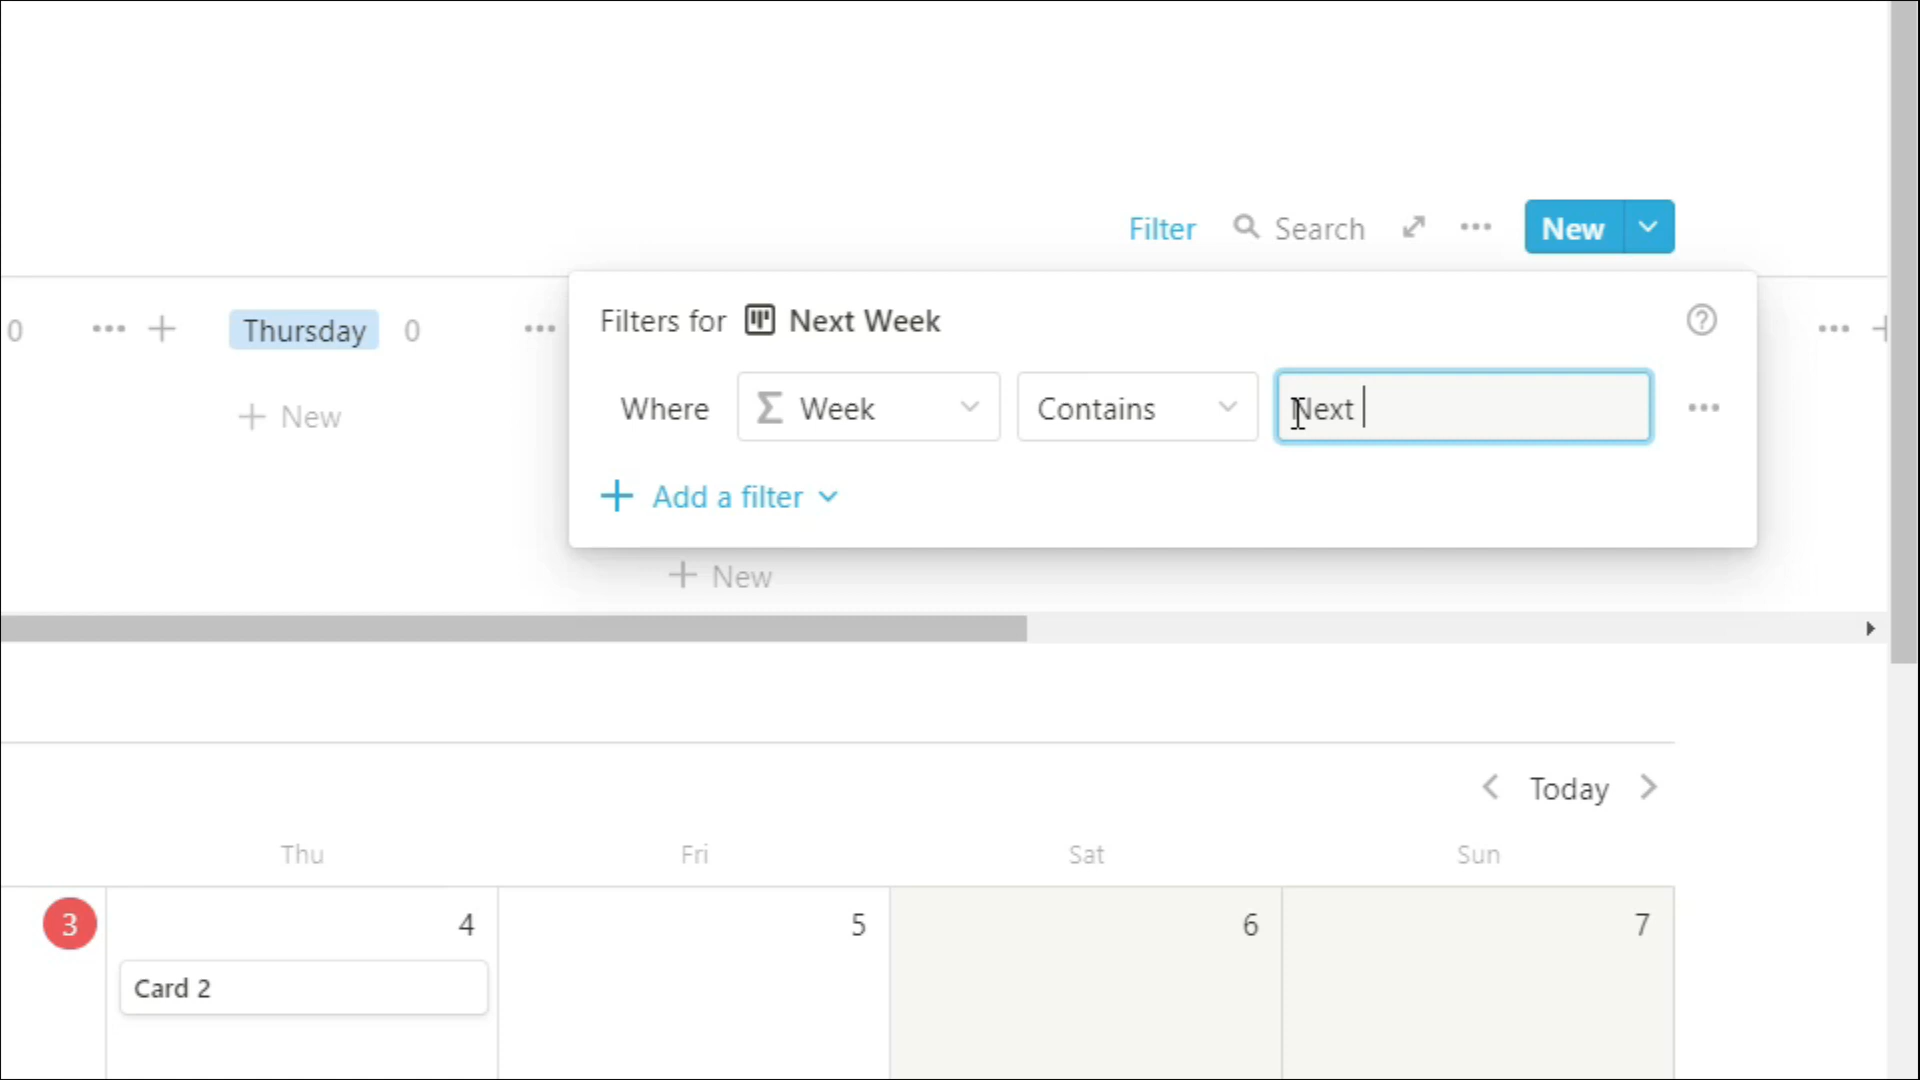 Filter Search New
0 Thursday 0
Filters for Next Week
Where Week Contains Next
New
Add a filter
New
Today
Thu Fri Sat Sun
3 4 5 6 7
Card 2